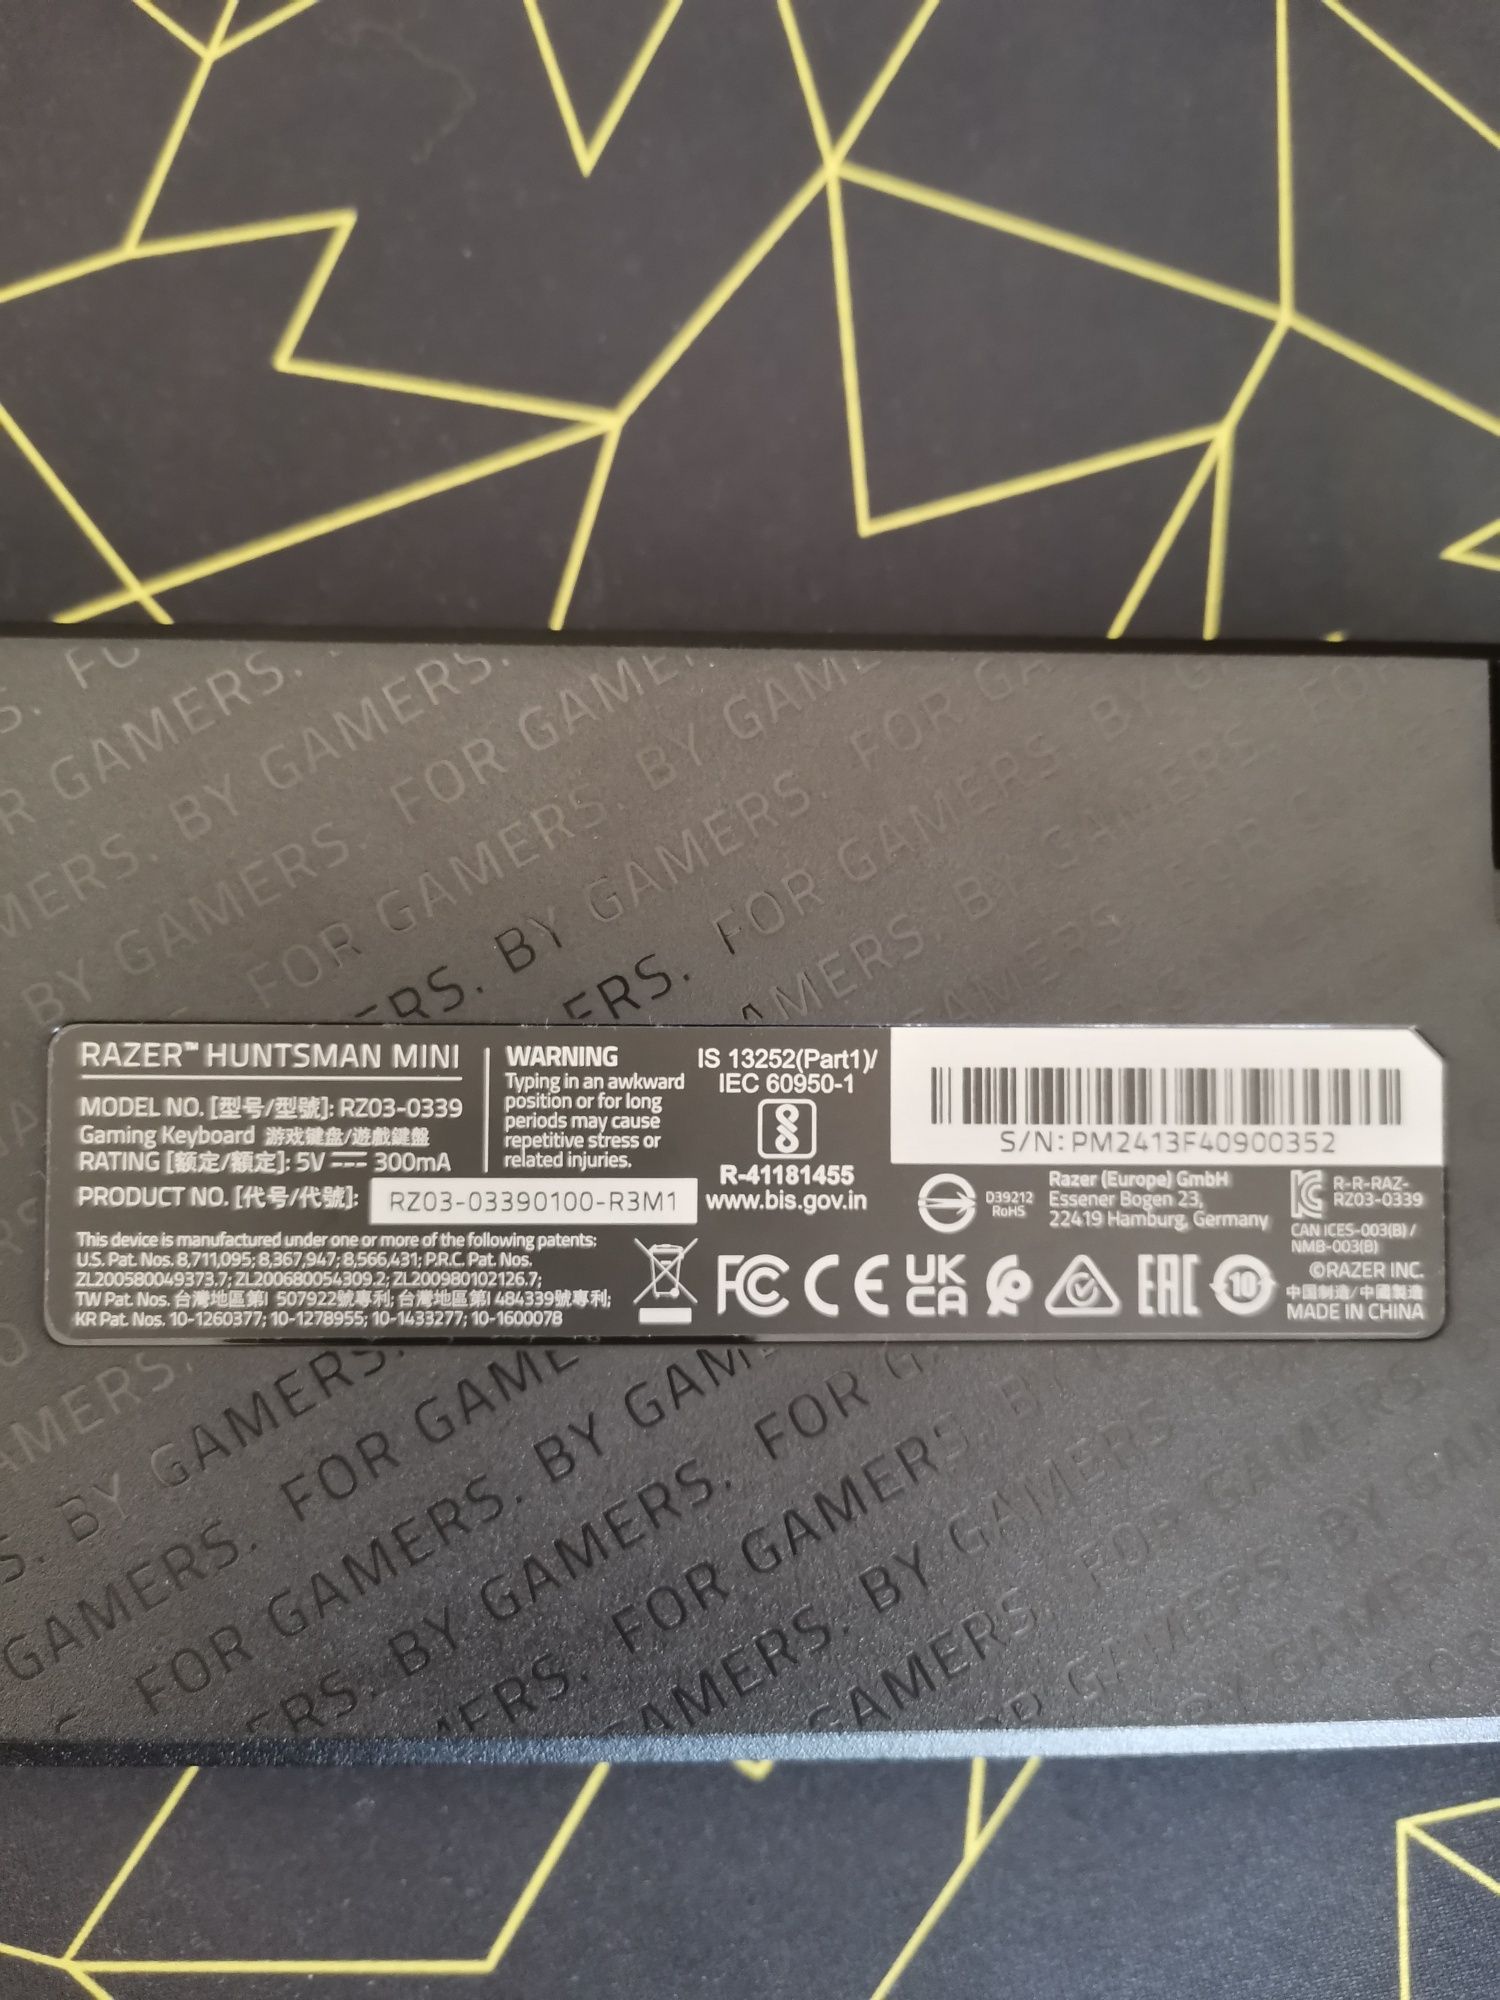 RAZER™ HUNTSMAN MINI
MODEL NO. [型号/型號]: RZ03-0339
Gaming Keyboard 游戏键盘/遊戲鍵盤
RATING [额定/額定]: 5V 300mA
PRODUCT NO. [代号/代號]: RZ03-03390100-R3M1
This device is manufactured under one or more of the following patents:
U.S. Pat. Nos. 8,711,095; 8,367,947; 8,566,431; P.R.C. Pat. Nos.
ZL200580049373.7; ZL200680054309.2; ZL200980102126.7;
TW Pat. Nos. 台灣地區第I 507922號專利; 台灣地區第I 484339號專利;
KR Pat. Nos. 10-1260377; 10-1278955; 10-1433277; 10-1600078
WARNING
Typing in an awkward
position or for long
periods may cause
repetitive stress or
related injuries.
IS 13252(Part1)/
IEC 60950-1
R-41181455
www.bis.gov.in
S/N: PM2413F40900352
D39212
RoHS
Razer (Europe) GmbH
Essener Bogen 23,
22419 Hamburg, Germany
R-R-RAZ-
RZ03-0339
CAN ICES-003(B) /
NMB-003(B)
FC CE UK
CA EAC 10
©RAZER INC.
中国制造/中國製造
MADE IN CHINA
FOR GAMERS. BY GAMERS.